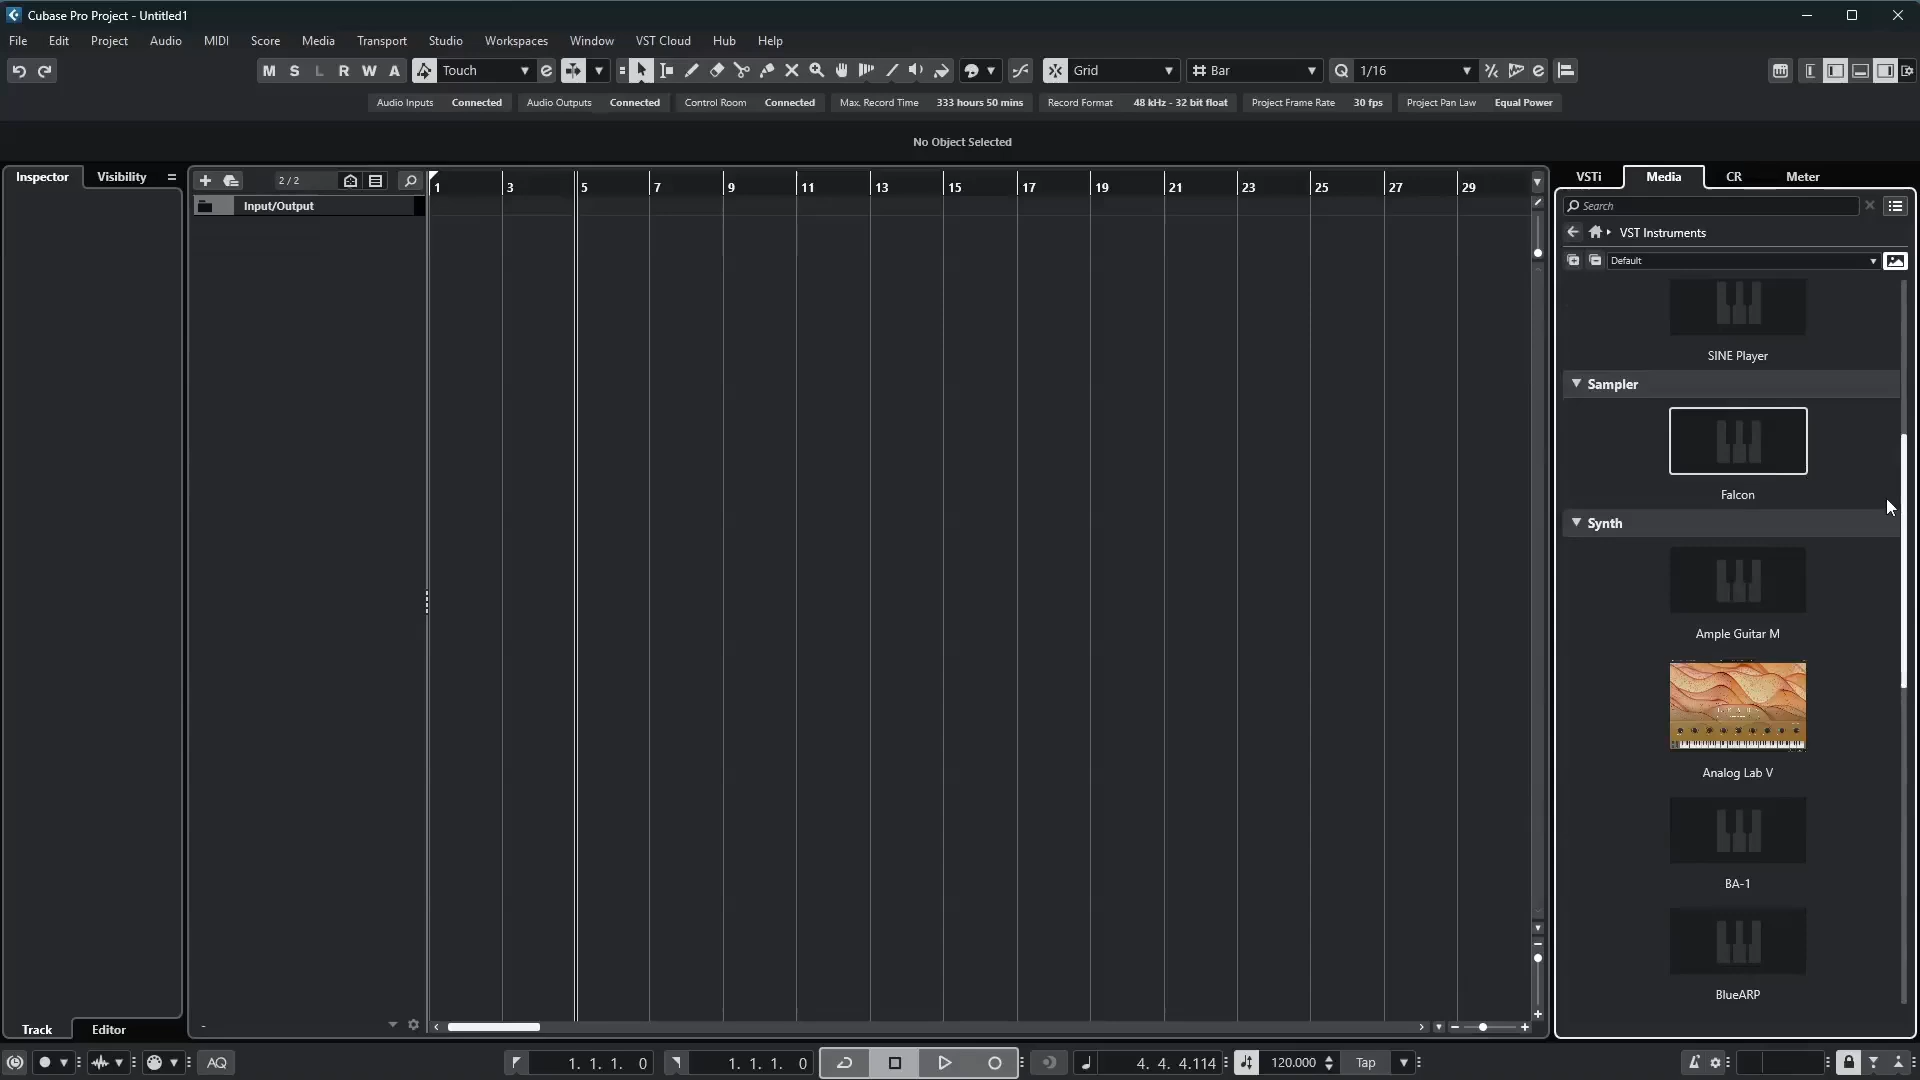 Cubase Pro Project - Untitled1
File Edit Project Audio MIDI Score Media Transport Studio Workspaces Window VST Cloud Hub Help
M S L R W A Touch Grid Bar Q 1/16
Audio Inputs Connected Audio Outputs Connected Control Room Connected Max. Record Time 333 hours 50 mins Record Format 48 kHz - 32 bit float Project Frame Rate 30 fps Project Pan Law Equal Power
No Object Selected
Inspector Visibility
2 / 2
1 3 5 7 9 11 13 15 17 19 21 23 25 27 29
Input/Output
VSTi Media CR Meter
Search
VST Instruments
Default
SINE Player
Sampler
Falcon
Synth
Ample Guitar M
Analog Lab V
BA-1
BlueARP
Track Editor
AQ 1. 1. 1. 0 1. 1. 1. 0 4. 4. 4.114 120.000 Tap